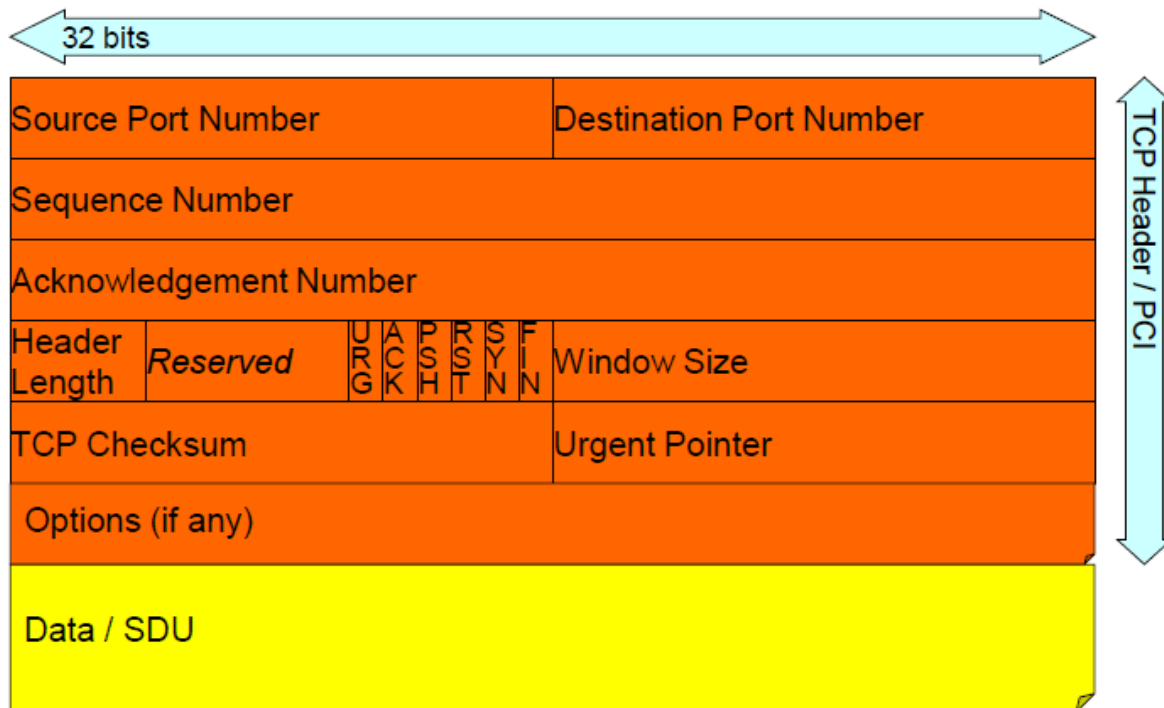 32 bits
Source Port Number
Destination Port Number
TCP Header / PCI
Sequence Number
Acknowledgement Number
Header
Length
Reserved
URG
ACK
PSH
RST
SYN
FIN
Window Size
TCP Checksum
Urgent Pointer
Options (if any)
Data / SDU